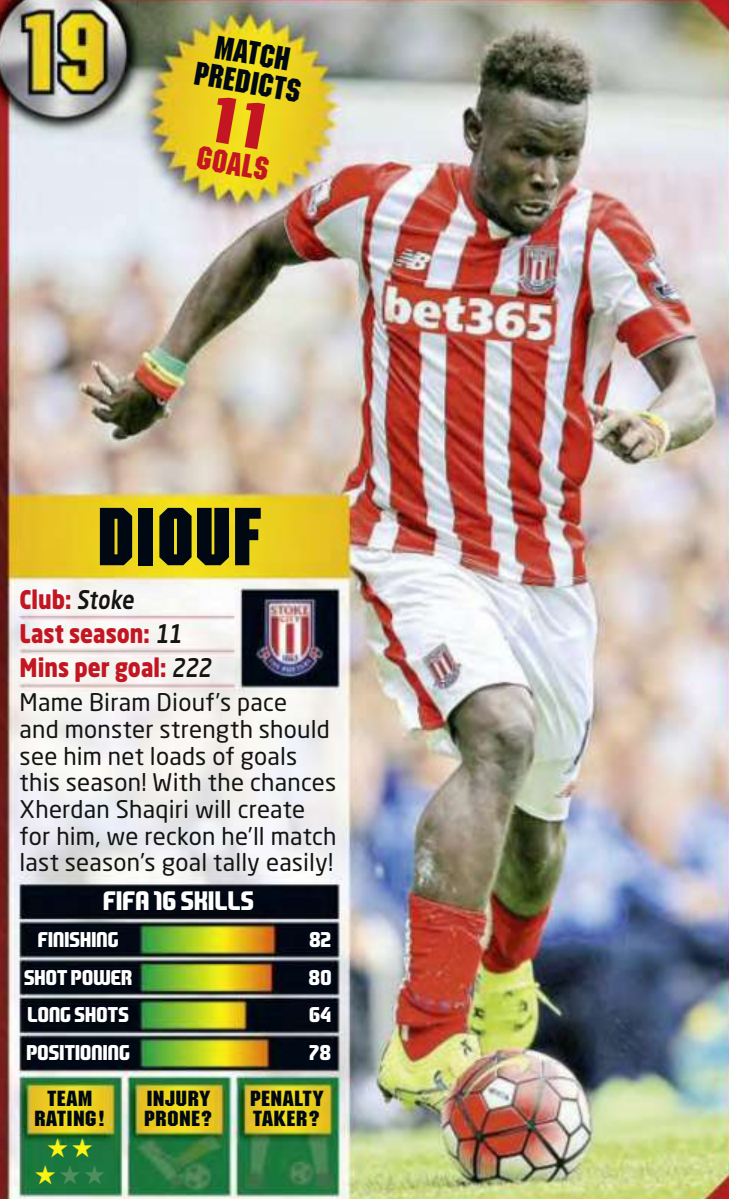 19
MATCH
PREDICTS
11
GOALS
bet365
DIOUF
Club: Stoke
Last season: 11
Mins per goal: 222
STOKE
CITY
Mame Biram Diouf's pace
and monster strength should
see him net loads of goals
this season! With the chances
Xherdan Shaqiri will create
for him, we reckon he'll match
last season's goal tally easily!
FIFA 16 SKILLS
FINISHING 82
SHOT POWER 80
LONG SHOTS 64
POSITIONING 78
TEAM
RATING!
INJURY
PRONE?
PENALTY
TAKER?